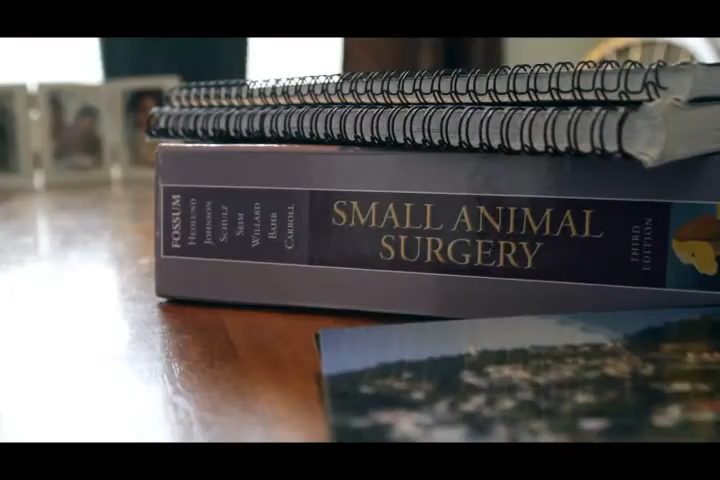 FOSSUM
HEDLUND
JOHNSON
SCHULZ
SEIM
WILLARD
BAHR
CARROLL
SMALL ANIMAL
SURGERY
THIRD
EDITION